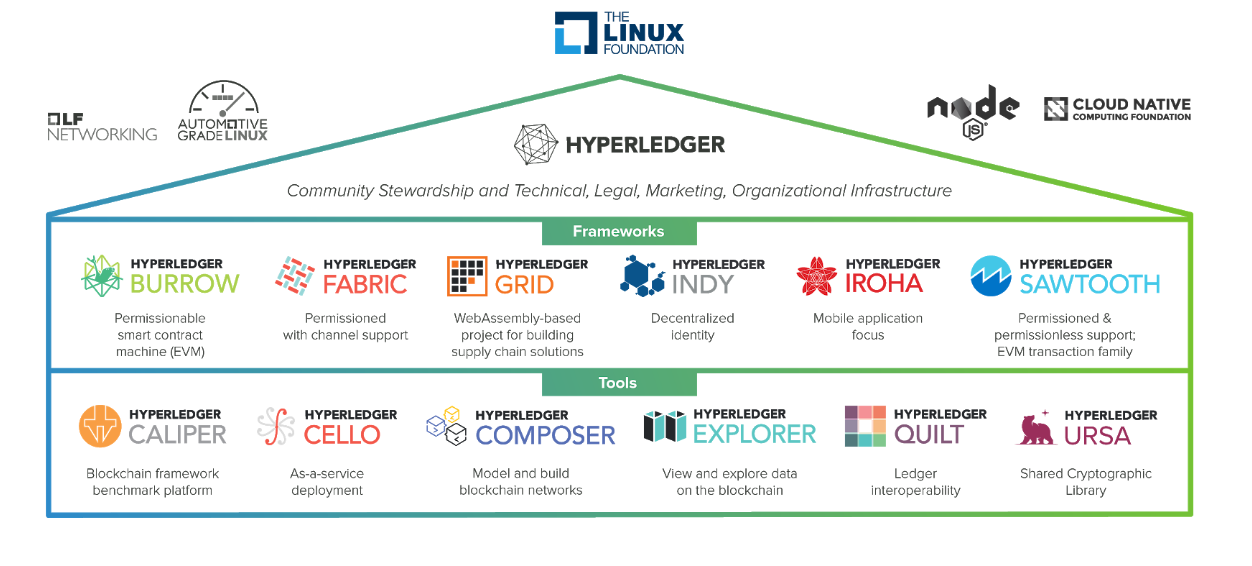 THE
LINUX
FOUNDATION
LF
NETWORKING
AUTOMOTIVE
GRADELINUX
node
JS
CLOUD NATIVE
COMPUTING FOUNDATION
HYPERLEDGER
Community Stewardship and Technical, Legal, Marketing, Organizational Infrastructure
Frameworks
HYPERLEDGER
BURROW
Permissionable
smart contract
machine (EVM)
HYPERLEDGER
FABRIC
Permissioned
with channel support
HYPERLEDGER
GRID
WebAssembly-based
project for building
supply chain solutions
HYPERLEDGER
INDY
Decentralized
identity
HYPERLEDGER
IROHA
Mobile application
focus
HYPERLEDGER
SAWTOOTH
Permissioned &
permissionless support;
EVM transaction family
Tools
HYPERLEDGER
CALIPER
Blockchain framework
benchmark platform
HYPERLEDGER
CELLO
As-a-service
deployment
HYPERLEDGER
COMPOSER
Model and build
blockchain networks
HYPERLEDGER
EXPLORER
View and explore data
on the blockchain
HYPERLEDGER
QUILT
Ledger
interoperability
HYPERLEDGER
URSA
Shared Cryptographic
Library